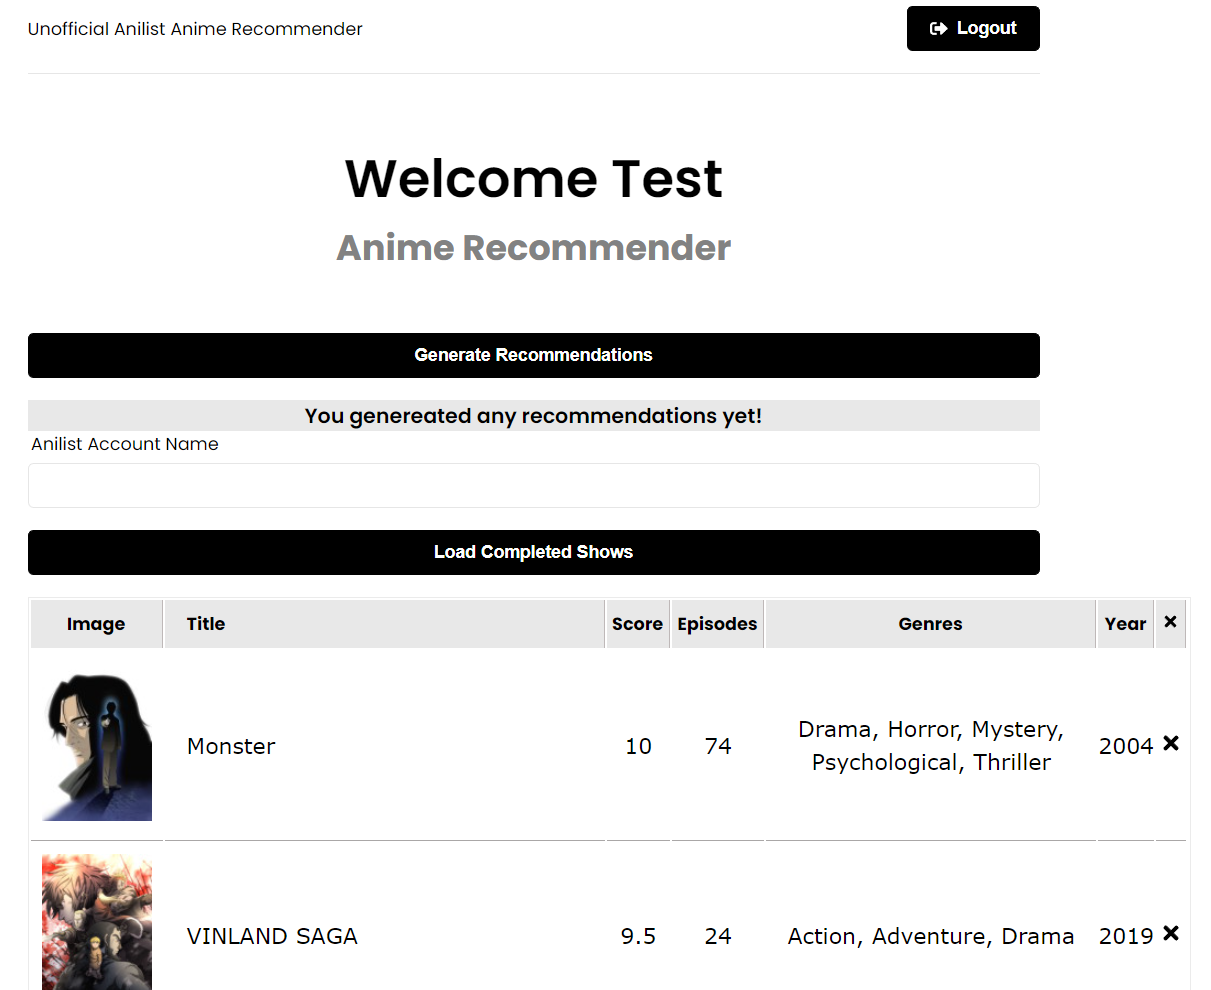 Unofficial Anilist Anime Recommender
Logout
Welcome Test
Anime Recommender
Generate Recommendations
You genereated any recommendations yet!
Anilist Account Name
Load Completed Shows
Image Title Score Episodes Genres Year ×
Monster 10 74 Drama, Horror, Mystery, Psychological, Thriller 2004 ×
VINLAND SAGA 9.5 24 Action, Adventure, Drama 2019 ×